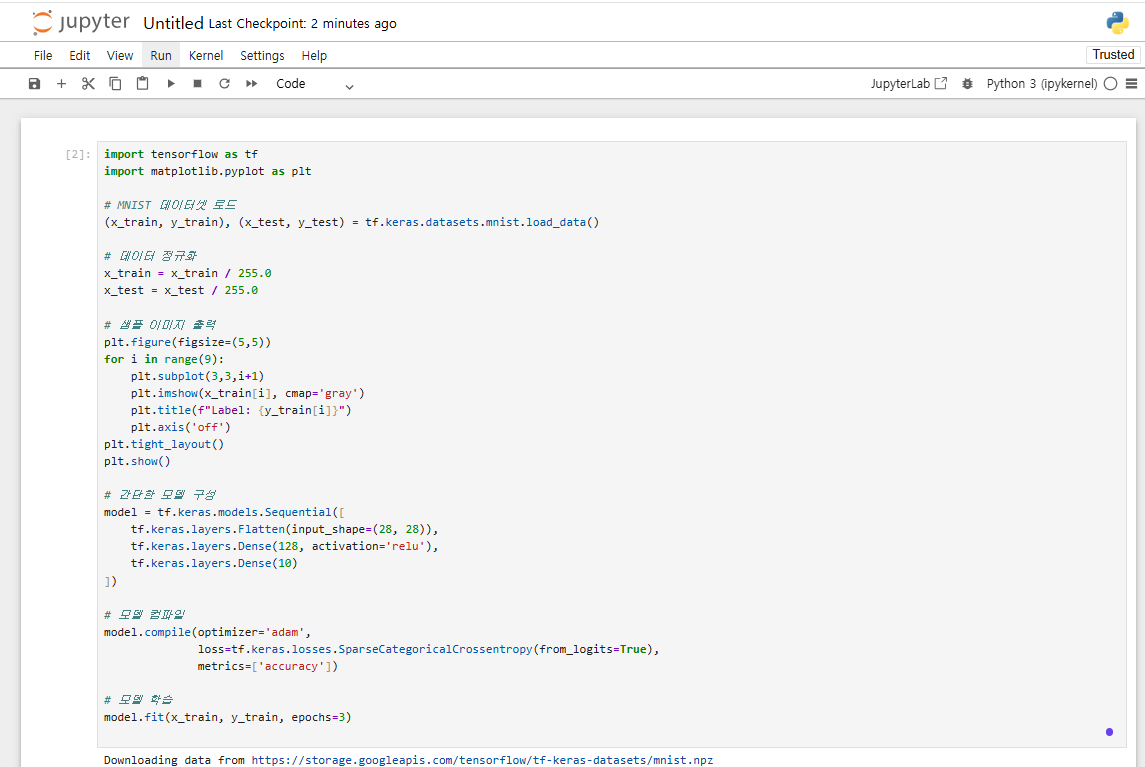 jupyter Untitled Last Checkpoint: 2 minutes ago
File Edit View Run Kernel Settings Help Trusted
Code JupyterLab Python 3 (ipykernel)
[2]:
import tensorflow as tf
import matplotlib.pyplot as plt
# MNIST 데이터셋 로드
(x_train, y_train), (x_test, y_test) = tf.keras.datasets.mnist.load_data()
# 데이터 정규화
x_train = x_train / 255.0
x_test = x_test / 255.0
# 샘플 이미지 출력
plt.figure(figsize=(5,5))
for i in range(9):
    plt.subplot(3,3,i+1)
    plt.imshow(x_train[i], cmap='gray')
    plt.title(f"Label: {y_train[i]}")
    plt.axis('off')
plt.tight_layout()
plt.show()
# 간단한 모델 구성
model = tf.keras.models.Sequential([
    tf.keras.layers.Flatten(input_shape=(28, 28)),
    tf.keras.layers.Dense(128, activation='relu'),
    tf.keras.layers.Dense(10)
])
# 모델 컴파일
model.compile(optimizer='adam',
              loss=tf.keras.losses.SparseCategoricalCrossentropy(from_logits=True),
              metrics=['accuracy'])
# 모델 학습
model.fit(x_train, y_train, epochs=3)
Downloading data from https://storage.googleapis.com/tensorflow/tf-keras-datasets/mnist.npz